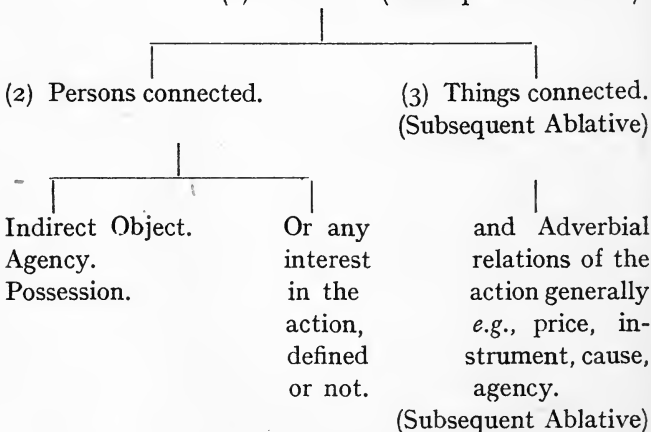 (2) Persons connected.
(3) Things connected.
(Subsequent Ablative)
Indirect Object.
Agency.
Possession.
Or any
interest
in the
action,
defined
or not.
and Adverbial
relations of the
action generally
e.g., price, in-
strument, cause,
agency.
(Subsequent Ablative)